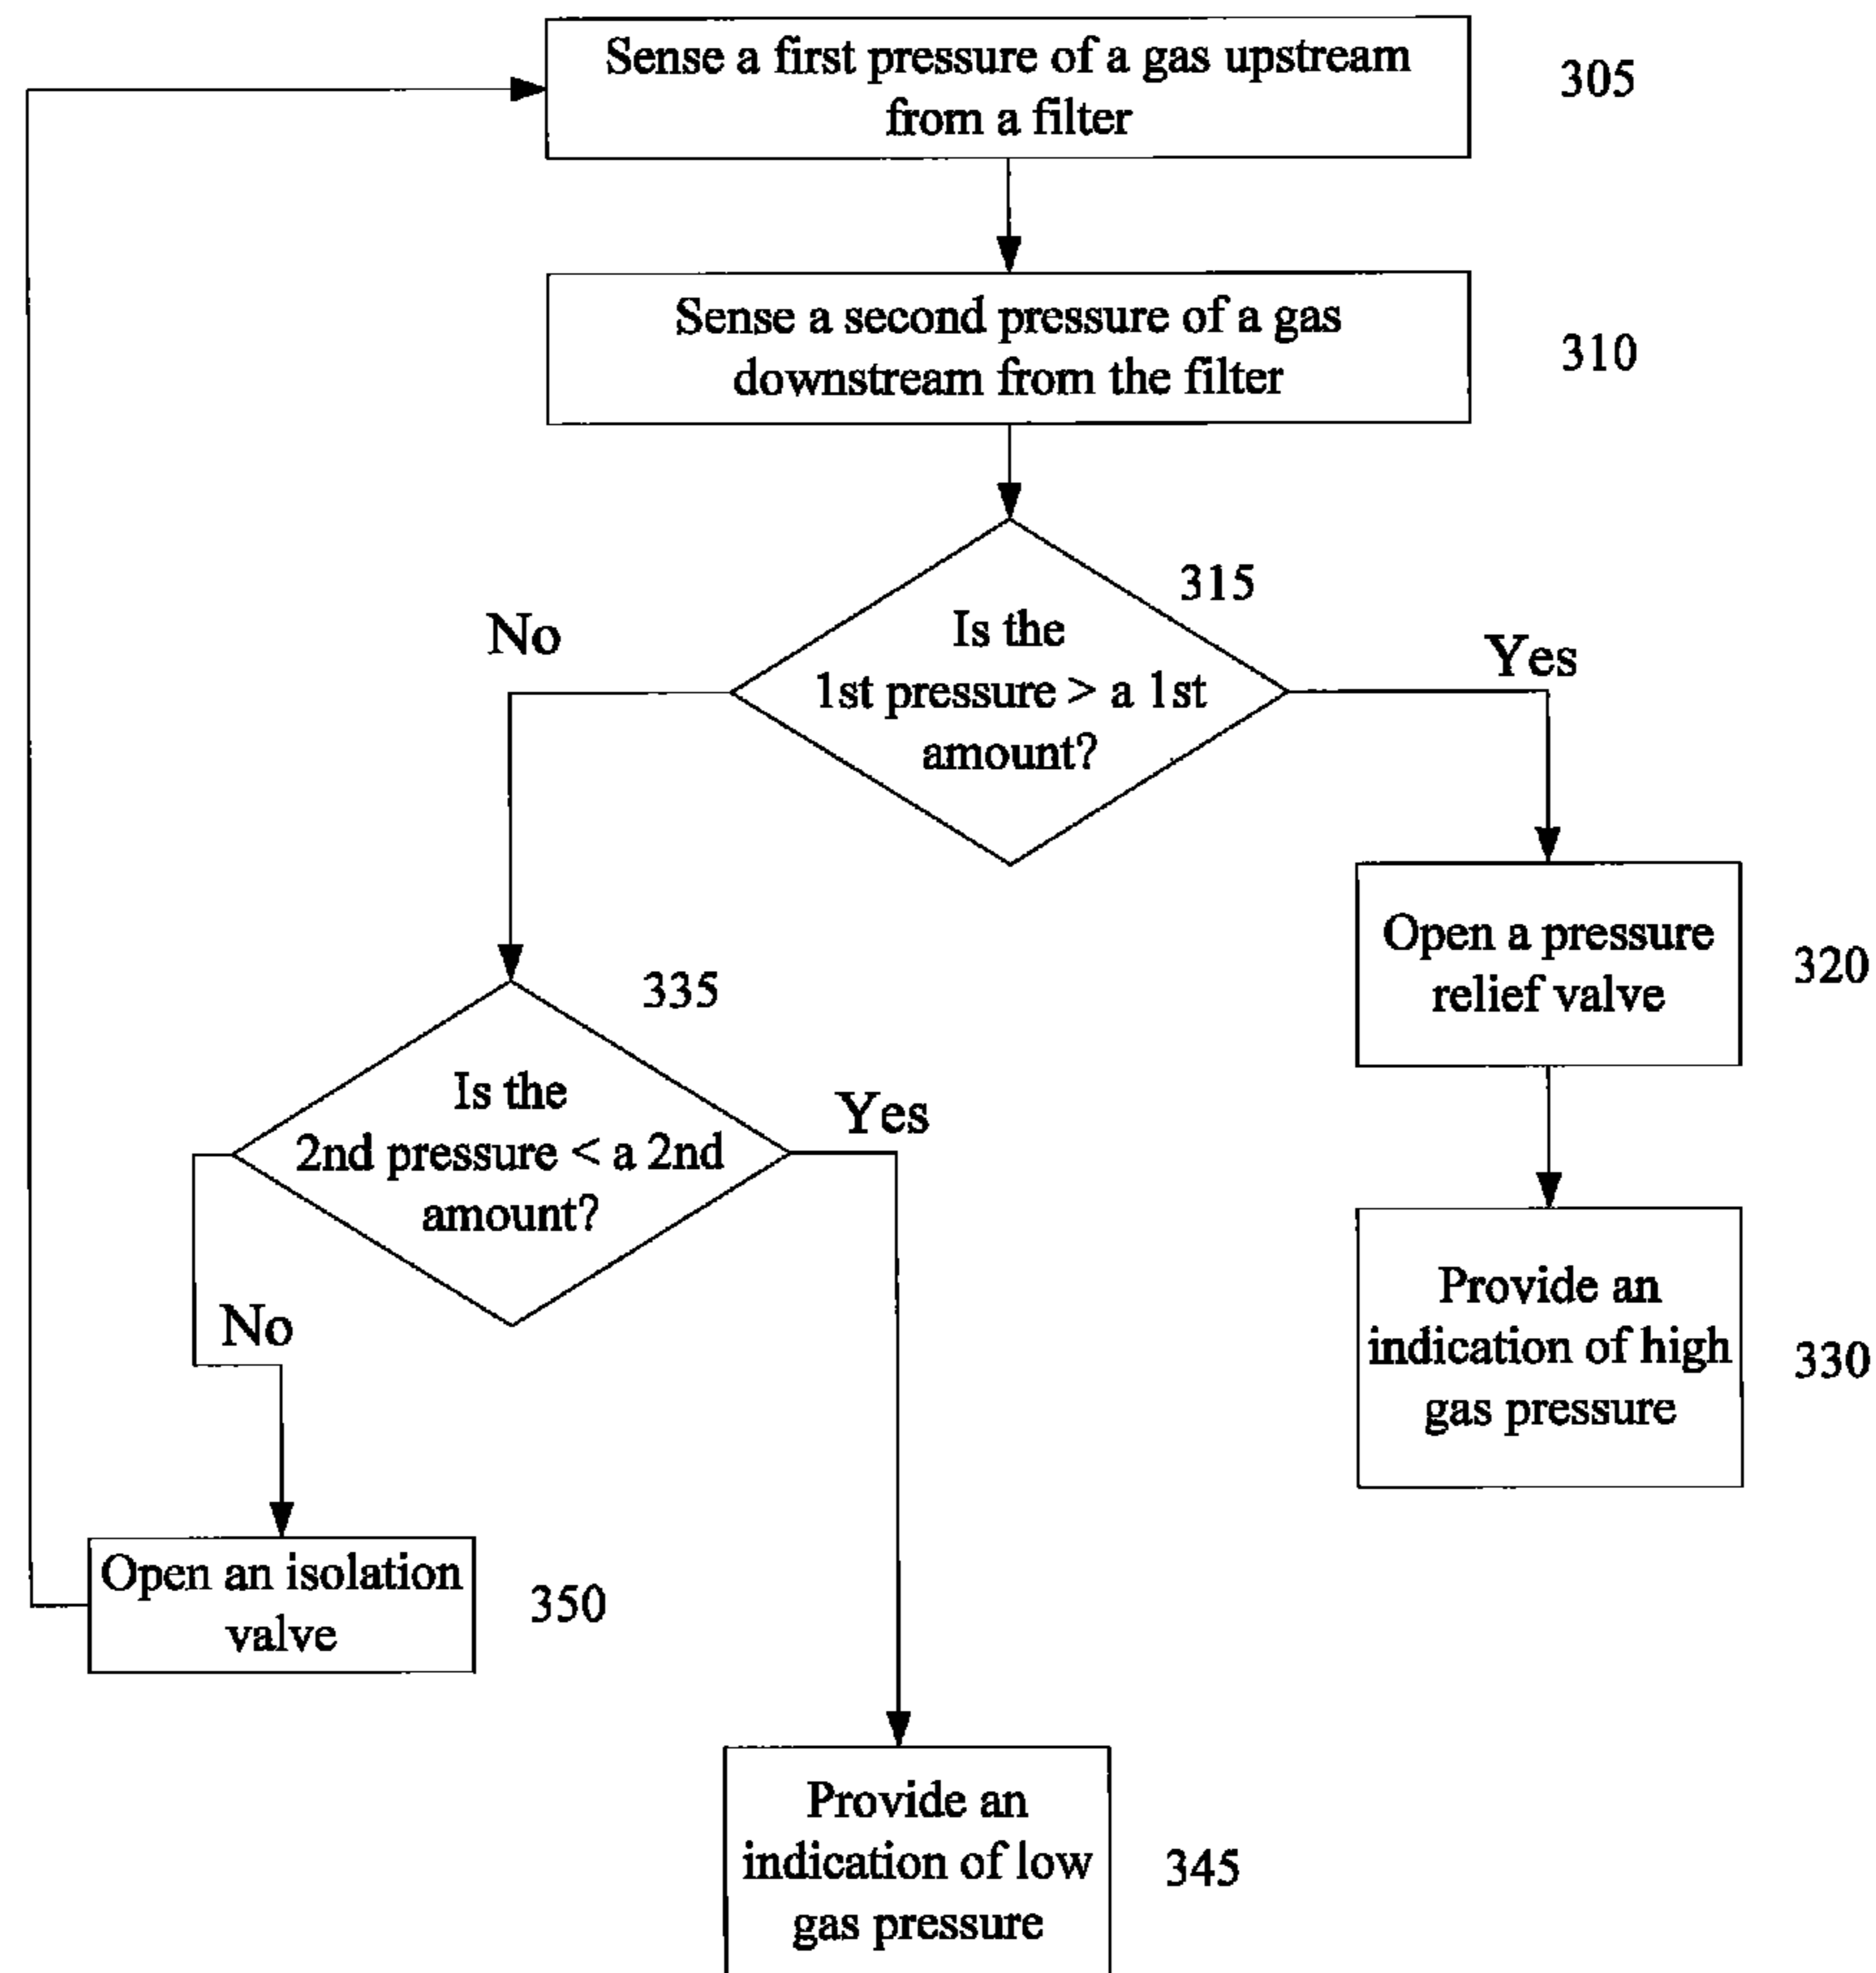 Sense a first pressure of a gas upstream
from a filter
305
Sense a second pressure of a gas
downstream from the filter
310
315
Is the
1st pressure > a 1st
amount?
No
Yes
Open a pressure
relief valve
320
335
Is the
2nd pressure < a 2nd
amount?
Yes
No
Provide an
indication of high
gas pressure
330
Open an isolation
valve
350
Provide an
indication of low
gas pressure
345